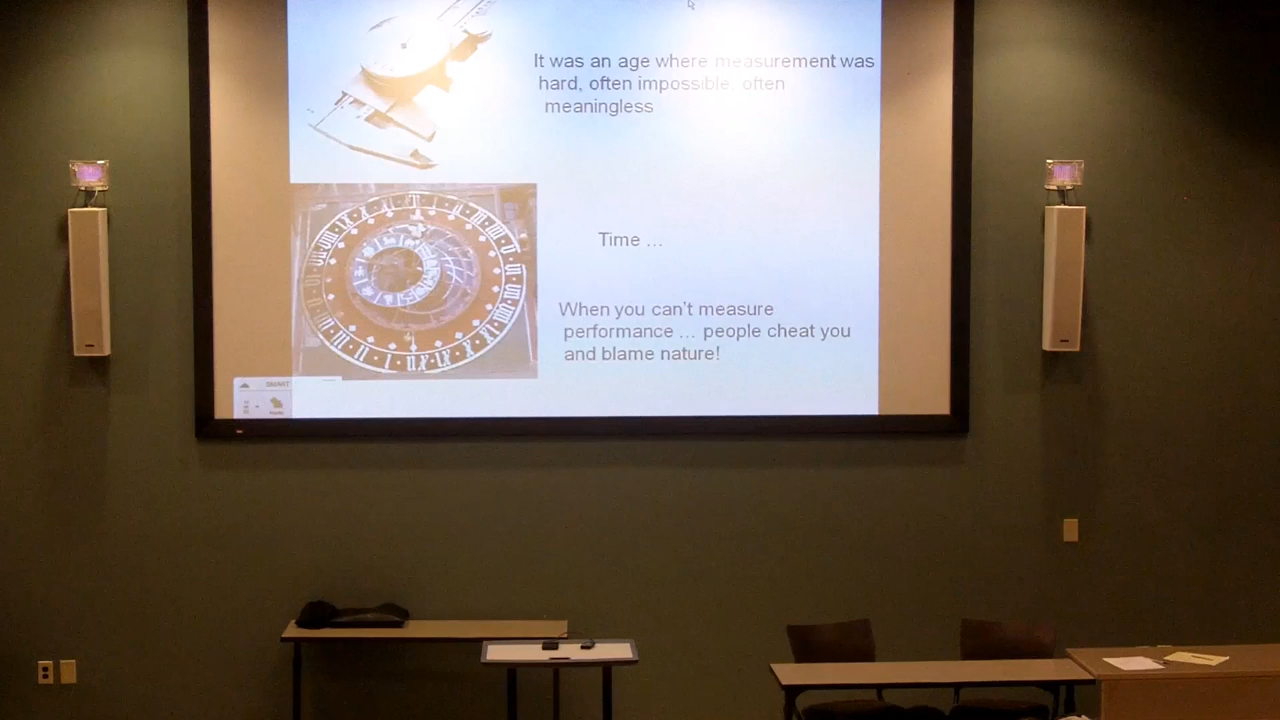 It was an age where measurement was
hard, often impossible, often
meaningless
Time …
When you can't measure
performance … people cheat you
and blame nature!
SMART